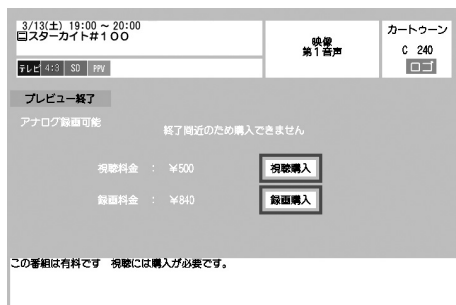 3/13(土) 19:00 ~ 20:00
ロスターカイト#100
映像
第1音声
カートゥーン
C 240
ロゴ
テレビ 4:3 SD PPV
プレビュー終了
アナログ録画可能
終了間近のため購入できません
視聴料金 : ¥500
視聴購入
録画料金 : ¥840
録画購入
この番組は有料です 視聴には購入が必要です。